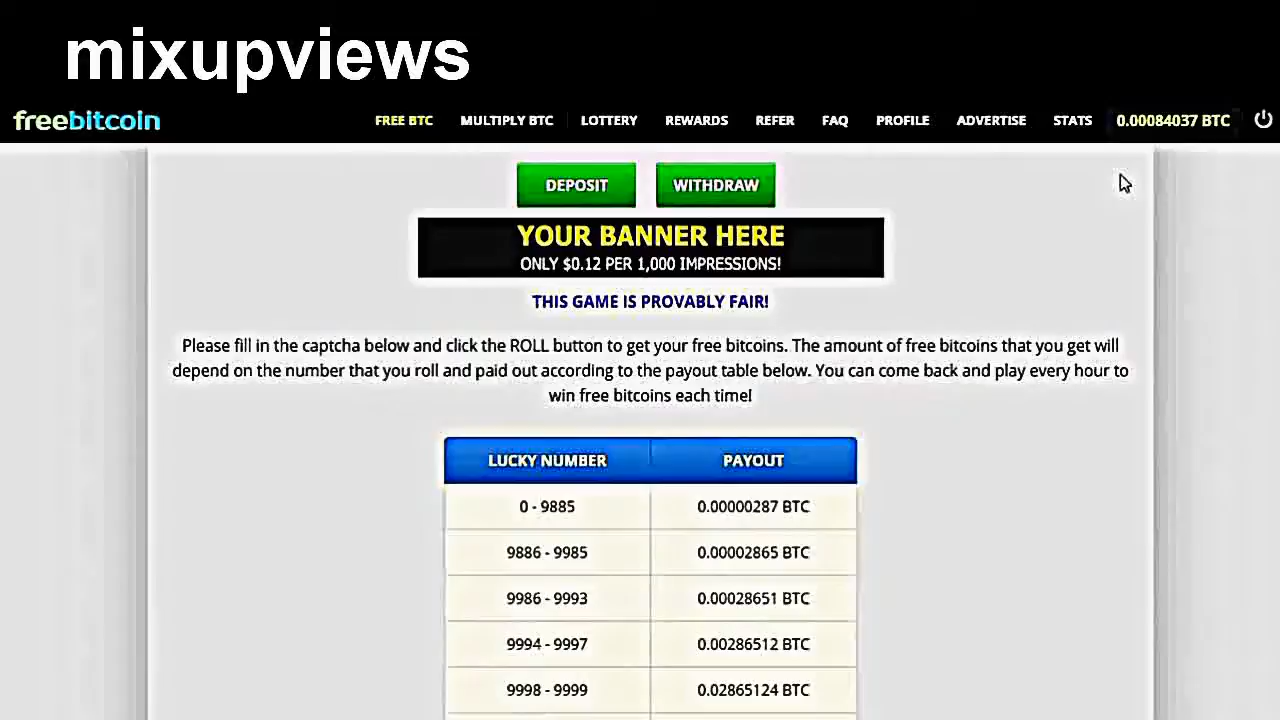 mixupviews
freebitcoin FREE BTC MULTIPLY BTC LOTTERY REWARDS REFER FAQ PROFILE ADVERTISE STATS 0.00084037 BTC
DEPOSIT WITHDRAW
YOUR BANNER HERE
ONLY $0.12 PER 1,000 IMPRESSIONS!
THIS GAME IS PROVABLY FAIR!
Please fill in the captcha below and click the ROLL button to get your free bitcoins. The amount of free bitcoins that you get will
depend on the number that you roll and paid out according to the payout table below. You can come back and play every hour to
win free bitcoins each time!
LUCKY NUMBER PAYOUT
0 - 9885 0.00000287 BTC
9886 - 9985 0.00002865 BTC
9986 - 9993 0.00028651 BTC
9994 - 9997 0.00286512 BTC
9998 - 9999 0.02865124 BTC